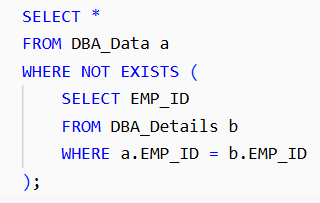 SELECT *
FROM DBA_Data a
WHERE NOT EXISTS (
    SELECT EMP_ID
    FROM DBA_Details b
    WHERE a.EMP_ID = b.EMP_ID
);